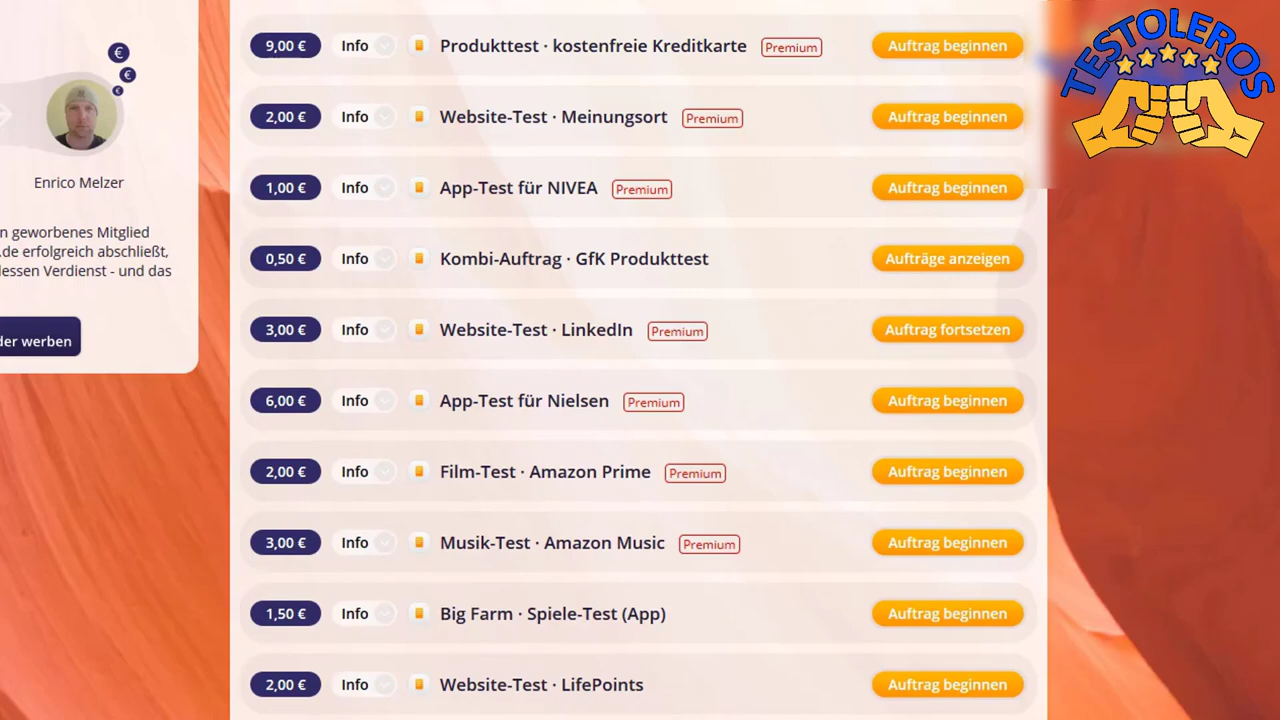 TESTOLEROS
€
€
€
Enrico Melzer
n geworbenes Mitglied
.de erfolgreich abschließt,
lessen Verdienst - und das
der werben
9,00 € Info Produkttest · kostenfreie Kreditkarte Premium Auftrag beginnen
2,00 € Info Website-Test · Meinungsort Premium Auftrag beginnen
1,00 € Info App-Test für NIVEA Premium Auftrag beginnen
0,50 € Info Kombi-Auftrag · GfK Produkttest Aufträge anzeigen
3,00 € Info Website-Test · LinkedIn Premium Auftrag fortsetzen
6,00 € Info App-Test für Nielsen Premium Auftrag beginnen
2,00 € Info Film-Test · Amazon Prime Premium Auftrag beginnen
3,00 € Info Musik-Test · Amazon Music Premium Auftrag beginnen
1,50 € Info Big Farm · Spiele-Test (App) Auftrag beginnen
2,00 € Info Website-Test · LifePoints Auftrag beginnen